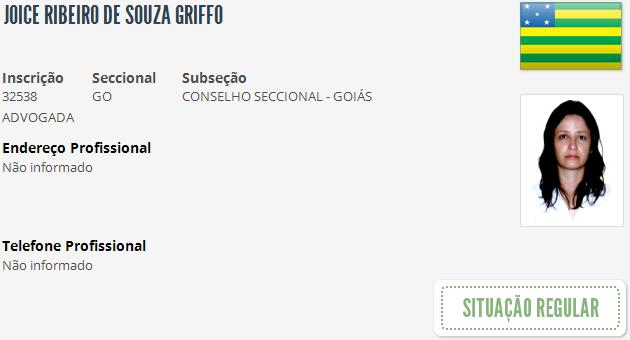 JOICE RIBEIRO DE SOUZA GRIFFO
Inscrição Seccional Subseção
32538 GO CONSELHO SECCIONAL - GOIÁS
ADVOGADA
Endereço Profissional
Não informado
Telefone Profissional
Não informado
SITUAÇÃO REGULAR